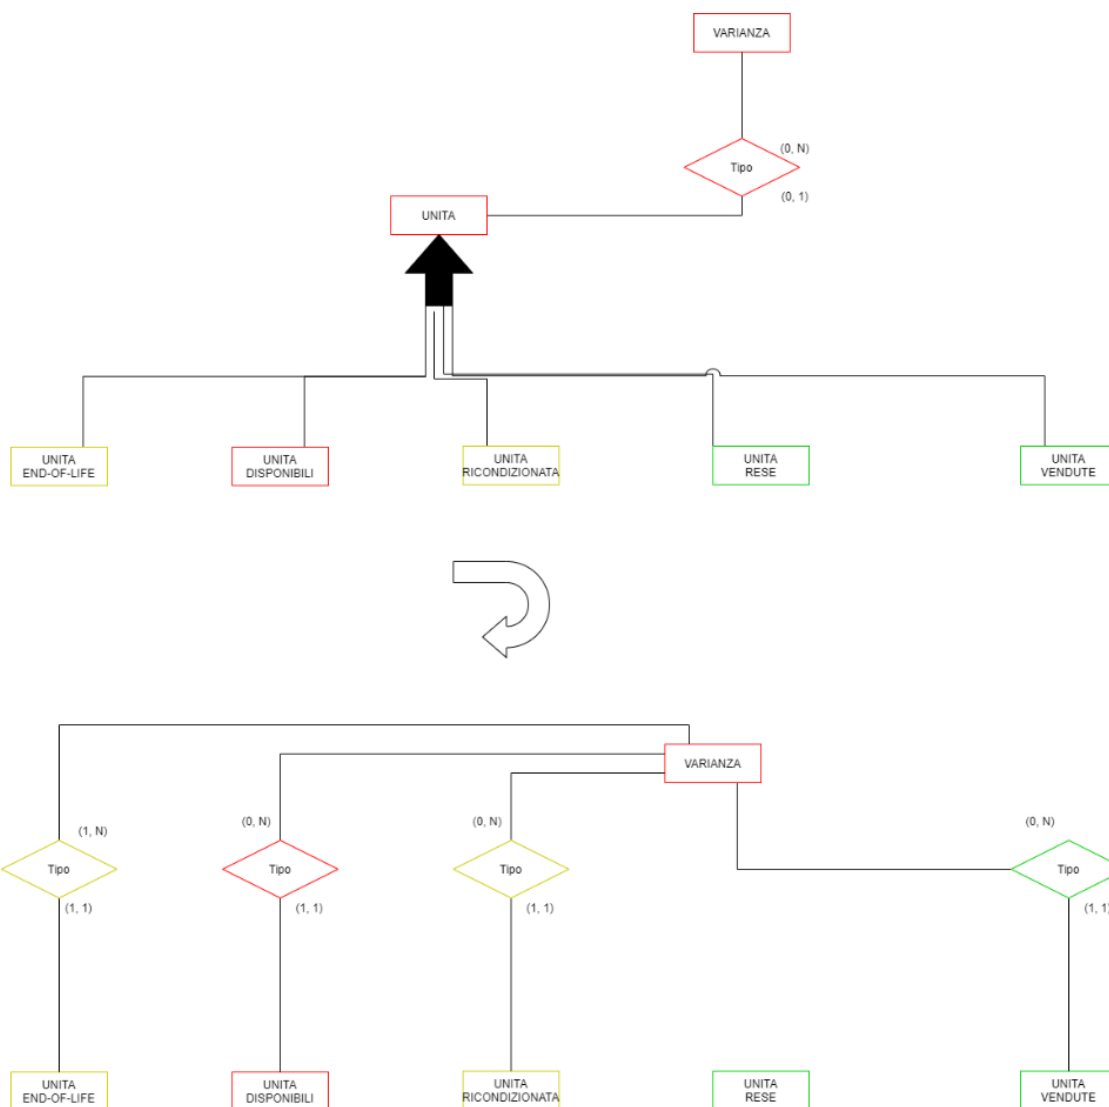 VARIANZA
(0, N)
Tipo
(0, 1)
UNITA
UNITA
END-OF-LIFE
UNITA
DISPONIBILI
UNITA
RICONDIZIONATA
UNITA
RESE
UNITA
VENDUTE
VARIANZA
(1, N)
(0, N)
(0, N)
(0, N)
Tipo
Tipo
Tipo
Tipo
(1, 1)
(1, 1)
(1, 1)
(1, 1)
UNITA
END-OF-LIFE
UNITA
DISPONIBILI
UNITA
RICONDIZIONATA
UNITA
RESE
UNITA
VENDUTE